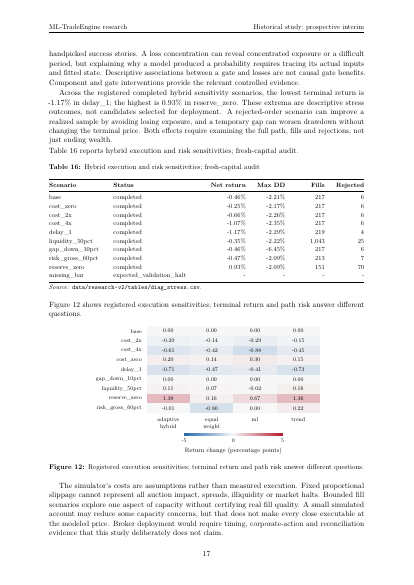 ML-TradeEngine research Historical study: prospective interim
handpicked success stories. A loss concentration can reveal concentrated exposure or a difficult
period, but explaining why a model produced a probability requires tracing its actual inputs
and fitted state. Descriptive associations between a gate and losses are not causal gate benefits.
Component and gate interventions provide the relevant controlled evidence.
Across the registered completed hybrid sensitivity scenarios, the lowest terminal return is
-1.17% in delay_1; the highest is 0.93% in reserve_zero. These extrema are descriptive stress
outcomes, not candidates selected for deployment. A rejected-order scenario can improve a
realized sample by avoiding losing exposure, and a temporary gap can worsen drawdown without
changing the terminal price. Both effects require examining the full path, fills and rejections, not
just ending wealth.
Table 16 reports hybrid execution and risk sensitivities; fresh-capital audit.
Table 16: Hybrid execution and risk sensitivities; fresh-capital audit
Scenario Status Net return Max DD Fills Rejected
base completed -0.46% -2.21% 217 6
cost_zero completed -0.25% -2.17% 217 6
cost_2x completed -0.66% -2.26% 217 6
cost_4x completed -1.07% -2.35% 217 6
delay_1 completed -1.17% -2.29% 219 4
liquidity_50pct completed -0.35% -2.22% 1,043 25
gap_down_10pct completed -0.46% -6.45% 217 6
risk_gross_60pct completed -0.47% -2.09% 213 7
reserve_zero completed 0.93% -2.09% 151 70
missing_bar expected_validation_halt - - - -
Source: data/research-v2/tables/diag_stress.csv.
Figure 12 shows registered execution sensitivities; terminal return and path risk answer different
questions.
base 0.00 0.00 0.00 0.00
cost_2x -0.20 -0.14 -0.29 -0.15
cost_4x -0.61 -0.42 -0.88 -0.45
cost_zero 0.20 0.14 0.30 0.15
delay_1 -0.71 -0.47 -0.41 -0.73
gap_down_10pct 0.00 0.00 0.00 0.00
liquidity_50pct 0.11 0.07 -0.02 0.16
reserve_zero 1.38 0.16 0.67 1.36
risk_gross_60pct -0.01 -0.80 0.00 0.22
adaptive hybrid equal weight ml trend
-5 0 5
Return change (percentage points)
Figure 12: Registered execution sensitivities; terminal return and path risk answer different questions.
The simulator's costs are assumptions rather than measured execution. Fixed proportional
slippage cannot represent all auction impact, spreads, illiquidity or market halts. Bounded fill
scenarios explore one aspect of capacity without certifying real fill quality. A small simulated
account may reduce some capacity concerns, but that does not make every close executable at
the modeled price. Broker deployment would require timing, corporate-action and reconciliation
evidence that this study deliberately does not claim.
17